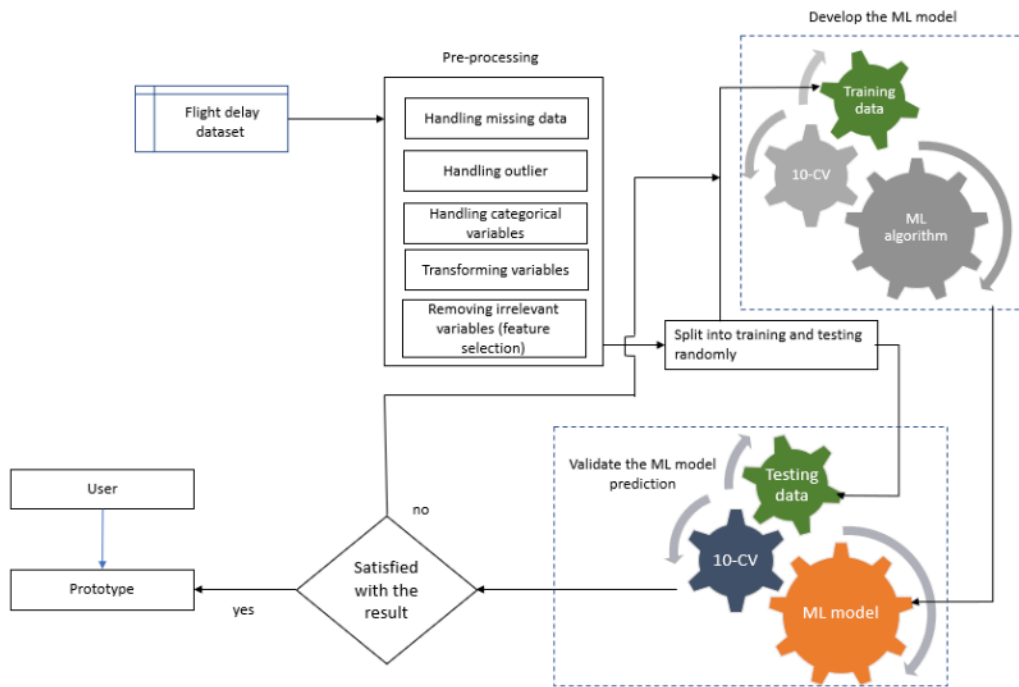 Develop the ML model
Pre-processing
Flight delay
dataset
Handling missing data
Handling outlier
Handling categorical
variables
Transforming variables
Removing irrelevant
variables (feature
selection)
Training
data
10-CV
ML
algorithm
Split into training and testing
randomly
Validate the ML model
prediction
Testing
data
10-CV
ML model
User
Prototype
no
Satisfied
with the
result
yes